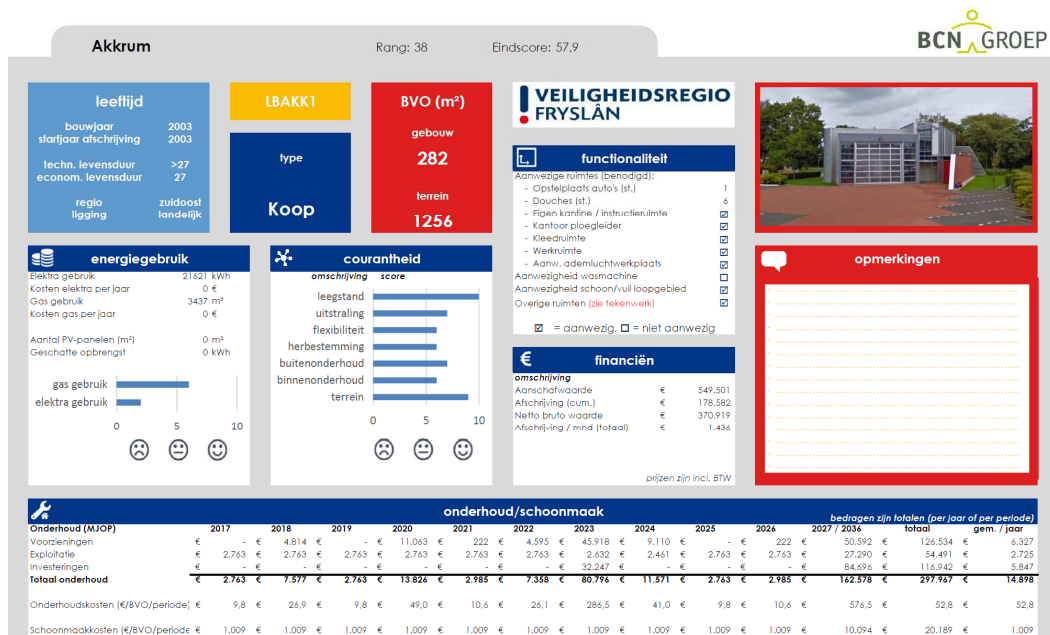 Akkrum Rang: 38 Eindscore: 57,9
BCN GROEP
leeftijd
bouwjaar 2003
startjaar afschrijving 2003
techn. levensduur >27
econom. levensduur 27
regio zuidoost
ligging landelijk
LBAKK1
type
Koop
BVO (m²)
gebouw
282
terrein
1256
VEILIGHEIDSREGIO
FRYSLÂN
functionaliteit
Aanwezige ruimtes (benodigd):
- Opstelplaats auto's (st.) 1
- Douches (st.) 6
- Eigen kantine / instructieruimte ☑
- Kantoor ploegleider ☑
- Kleedruimte ☑
- Werkruimte ☑
- Aanw. ademluchtwerkplaats ☑
Aanwezigheid wasmachine ☐
Aanwezigheid schoon/vuil loopgebied ☑
Overige ruimten (zie tekenwerk) ☑
☑ = aanwezig, ☐ = niet aanwezig
energiegebruik
Elektra gebruik 21621 kWh
Kosten elektra per jaar 0 €
Gas gebruik 3437 m³
Kosten gas per jaar 0 €
Aantal PV-panelen (m²) 0 m²
Geschatte opbrengst 0 kWh
gas gebruik
elektra gebruik
0 5 10
courantheid
omschrijving score
leegstand
uitstraling
flexibiliteit
herbestemming
buitenonderhoud
binnenonderhoud
terrein
0 5 10
€ financiën
omschrijving
Aanschafwaarde € 549.501
Afschrijving (cum.) € 178.582
Netto bruto waarde € 370.919
Afschrijving / mnd (totaal) € 1.436
prijzen zijn incl. BTW
opmerkingen
onderhoud/schoonmaak
bedragen zijn totalen (per jaar of per periode)
Onderhoud (MJOP) 2017 2018 2019 2020 2021 2022 2023 2024 2025 2026 2027 / 2036 totaal gem. / jaar
Voorzieningen € - € 4.814 € - € 11.063 € 222 € 4.595 € 45.918 € 9.110 € - € 222 € 50.592 € 126.534 € 6.327
Exploitatie € 2.763 € 2.763 € 2.763 € 2.763 € 2.763 € 2.763 € 2.632 € 2.461 € 2.763 € 2.763 € 27.290 € 54.491 € 2.725
Investeringen € - € - € - € - € - € - € 32.247 € - € - € - € 84.696 € 116.942 € 5.847
Totaal onderhoud € 2.763 € 7.577 € 2.763 € 13.826 € 2.985 € 7.358 € 80.796 € 11.571 € 2.763 € 2.985 € 162.578 € 297.967 € 14.898
Onderhoudskosten (€/BVO/periode) € 9,8 € 26,9 € 9,8 € 49,0 € 10,6 € 26,1 € 286,5 € 41,0 € 9,8 € 10,6 € 576,5 € 52,8 € 52,8
Schoonmaakkosten (€/BVO/periode € 1.009 € 1.009 € 1.009 € 1.009 € 1.009 € 1.009 € 1.009 € 1.009 € 1.009 € 1.009 € 10.094 € 20.189 € 1.009